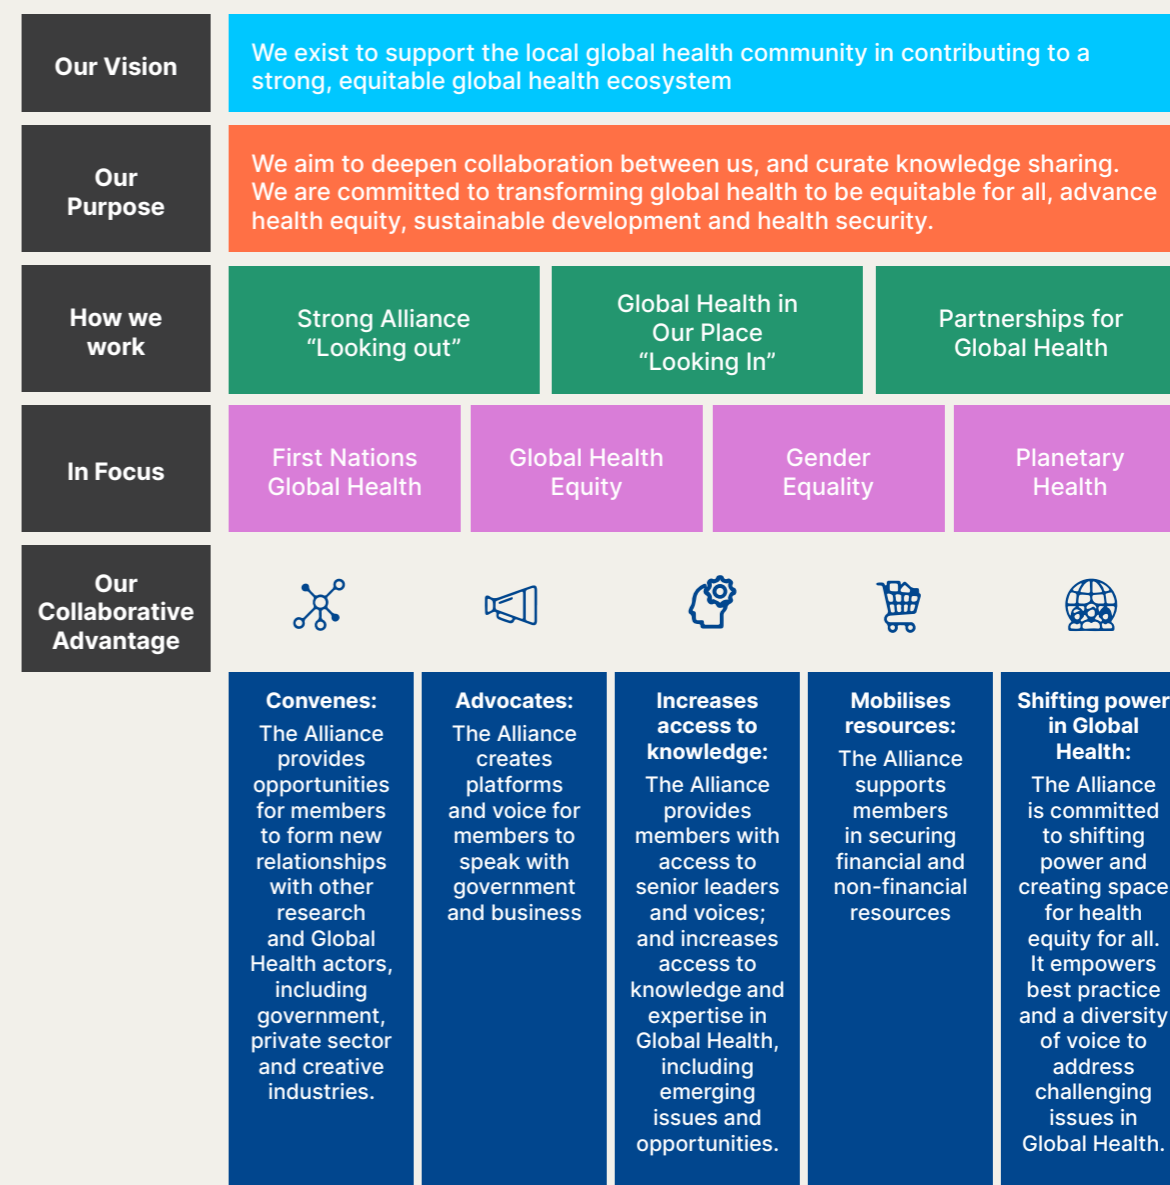 Our Vision
We exist to support the local global health community in contributing to a
strong, equitable global health ecosystem
Our
Purpose
We aim to deepen collaboration between us, and curate knowledge sharing.
We are committed to transforming global health to be equitable for all, advance
health equity, sustainable development and health security.
How we
work
Strong Alliance
“Looking out”
Global Health in
Our Place
“Looking In”
Partnerships for
Global Health
In Focus
First Nations
Global Health
Global Health
Equity
Gender
Equality
Planetary
Health
Our
Collaborative
Advantage
Convenes:
The Alliance
provides
opportunities
for members
to form new
relationships
with other
research
and Global
Health actors,
including
government,
private sector
and creative
industries.
Advocates:
The Alliance
creates
platforms
and voice for
members to
speak with
government
and business
Increases
access to
knowledge:
The Alliance
provides
members with
access to
senior leaders
and voices;
and increases
access to
knowledge and
expertise in
Global Health,
including
emerging
issues and
opportunities.
Mobilises
resources:
The Alliance
supports
members
in securing
financial and
non-financial
resources
Shifting power
in Global
Health:
The Alliance
is committed
to shifting
power and
creating space
for health
equity for all.
It empowers
best practice
and a diversity
of voice to
address
challenging
issues in
Global Health.